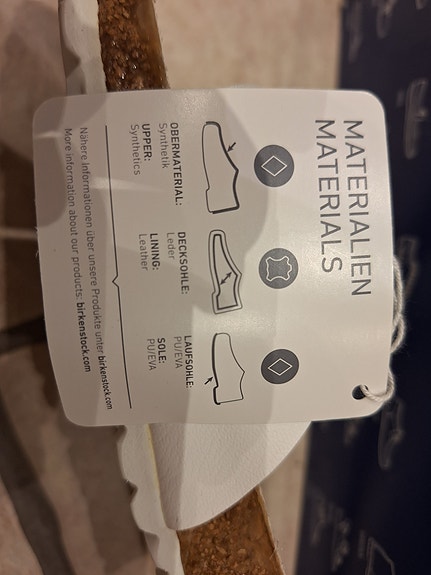 MATERIALIEN
MATERIALS
OBERMATERIAL:
Synthetik
UPPER:
Synthetics
DECKSOHLE:
Leder
LINING:
Leather
LAUFSOHLE:
PU/EVA
SOLE:
PU/EVA
Nähere Informationen über unsere Produkte unter birkenstock.com
More information about our products: birkenstock.com